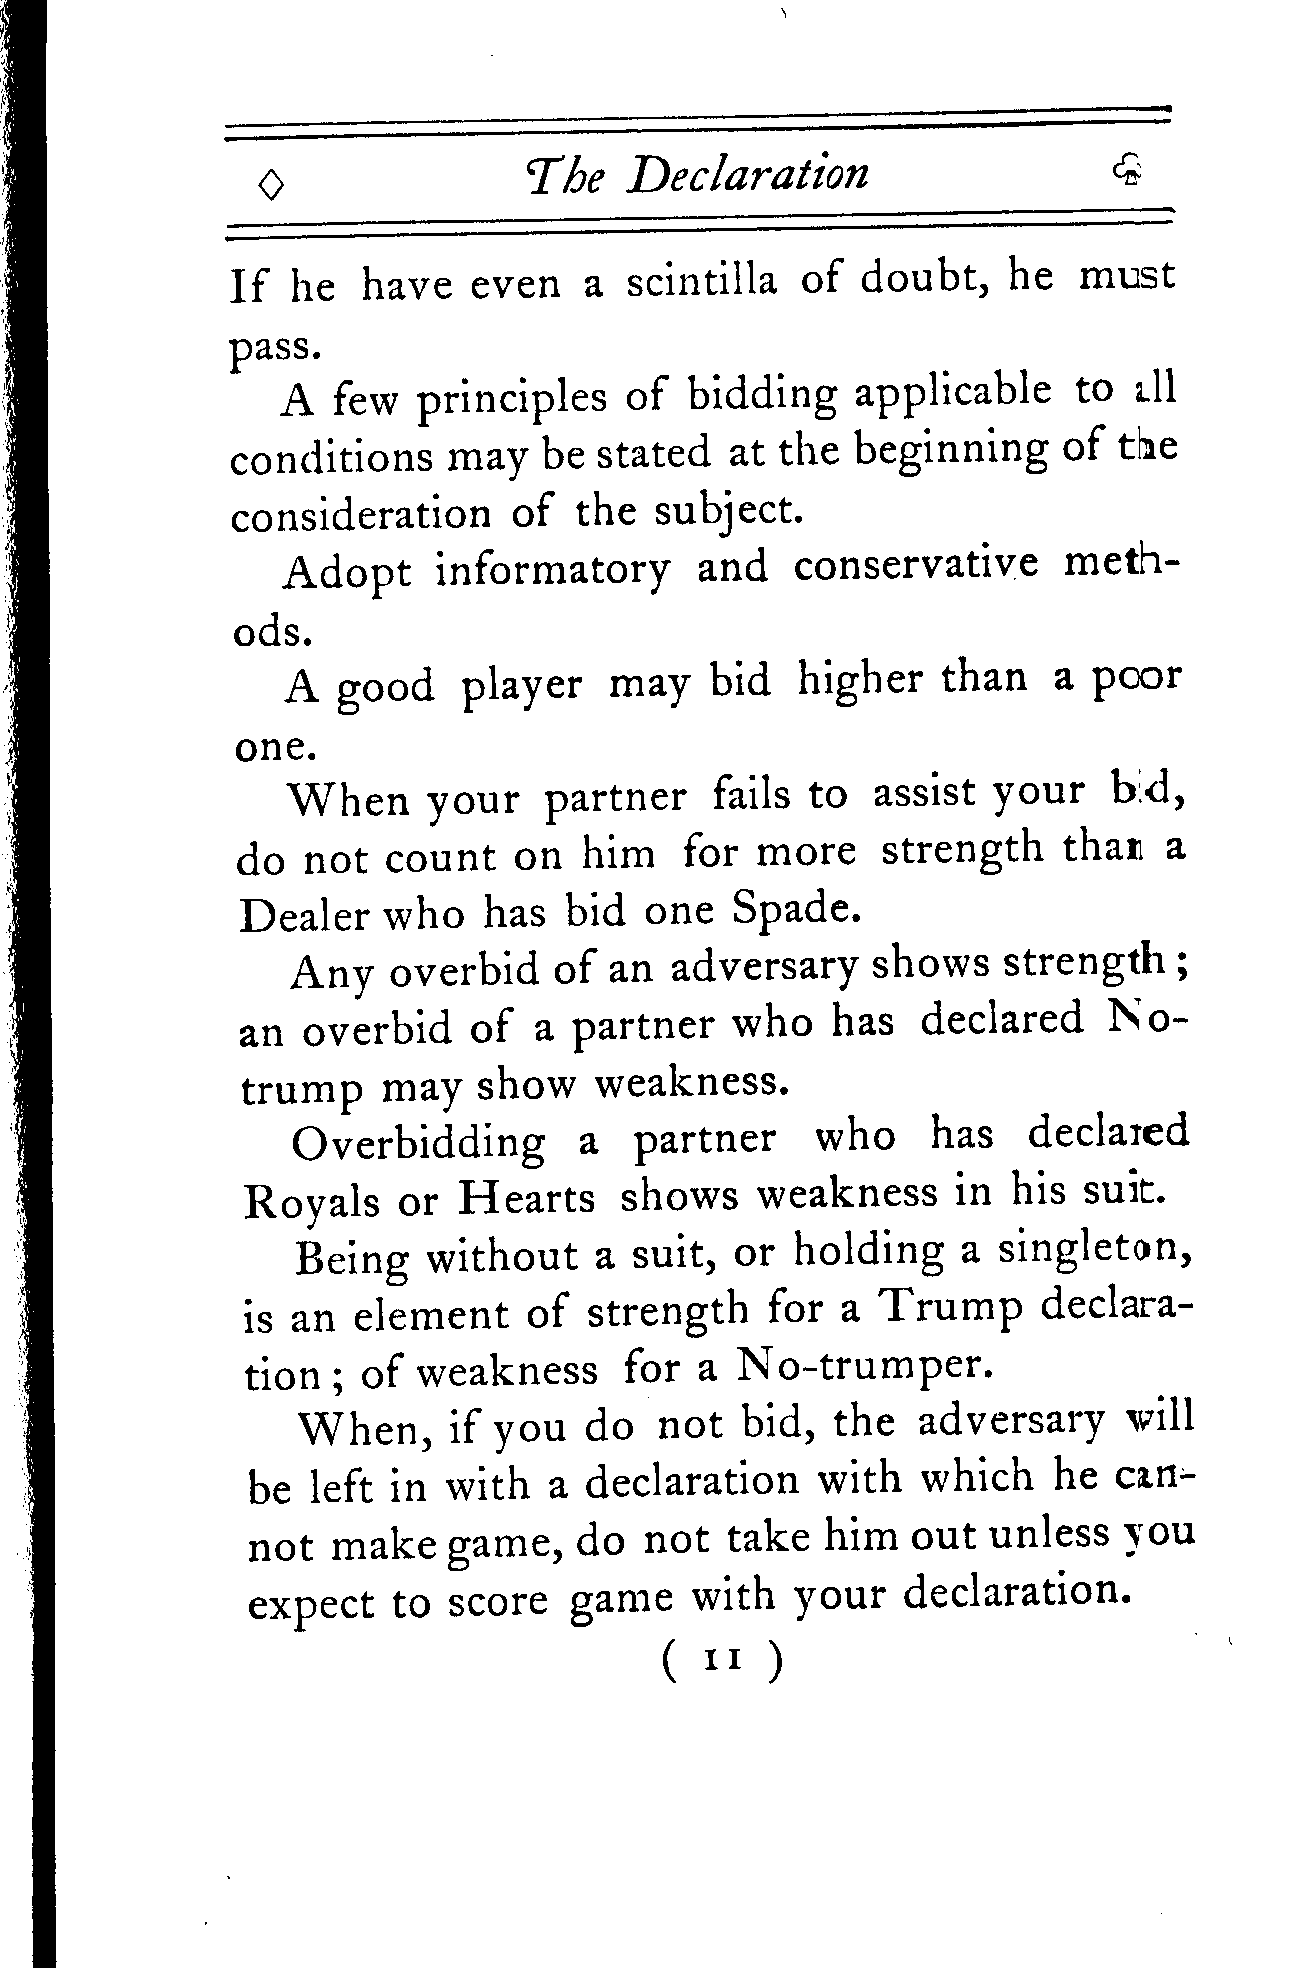 The Declaration
If he have even a scintilla of doubt, he must
pass.
A few principles of bidding applicable to all
conditions may be stated at the beginning of the
consideration of the subject.
Adopt informatory and conservative meth-
ods.
A good player may bid higher than a poor
one.
When your partner fails to assist your bid,
do not count on him for more strength than a
Dealer who has bid one Spade.
Any overbid of an adversary shows strength;
an overbid of a partner who has declared No-
trump may show weakness.
Overbidding a partner who has declared
Royals or Hearts shows weakness in his suit.
Being without a suit, or holding a singleton,
is an element of strength for a Trump declara-
tion; of weakness for a No-trumper.
When, if you do not bid, the adversary will
be left in with a declaration with which he can-
not make game, do not take him out unless you
expect to score game with your declaration.
( 11 )